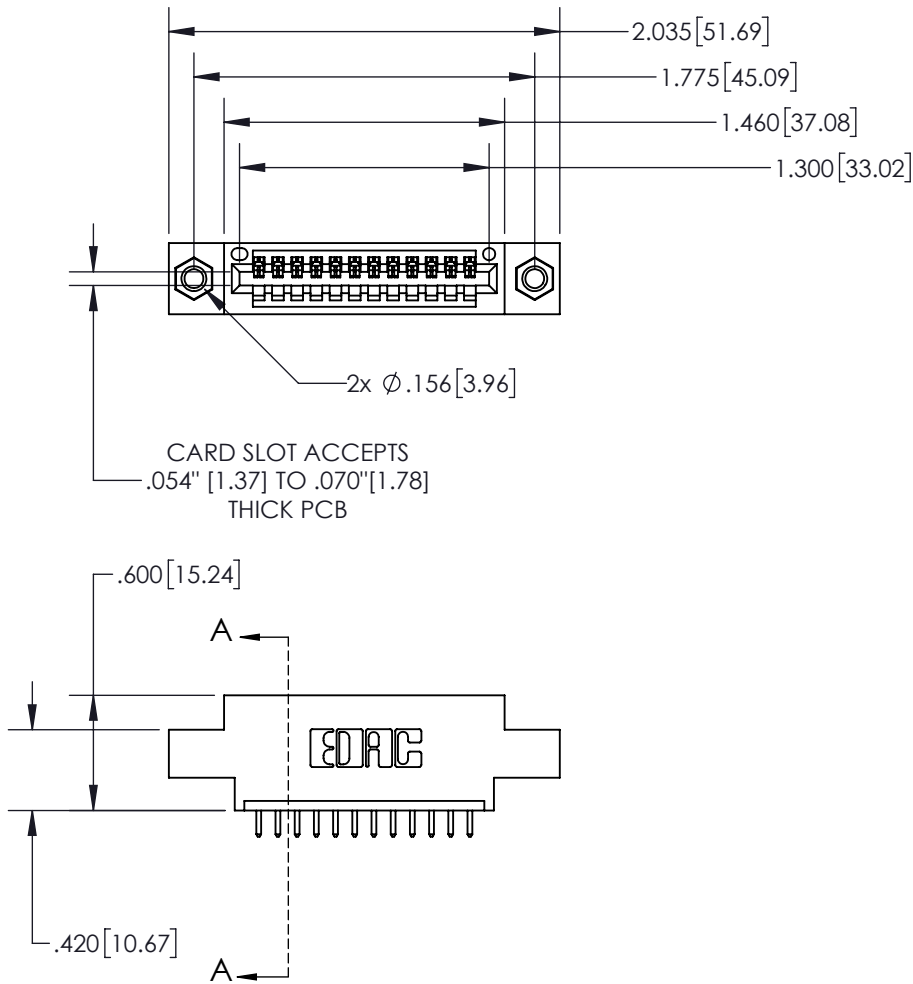 2.035[51.69]
1.775[45.09]
1.460[37.08]
1.300[33.02]
2x ∅.156[3.96]
CARD SLOT ACCEPTS
.054" [1.37] TO .070"[1.78]
THICK PCB
.600[15.24]
A
EDAC
.420[10.67]
A